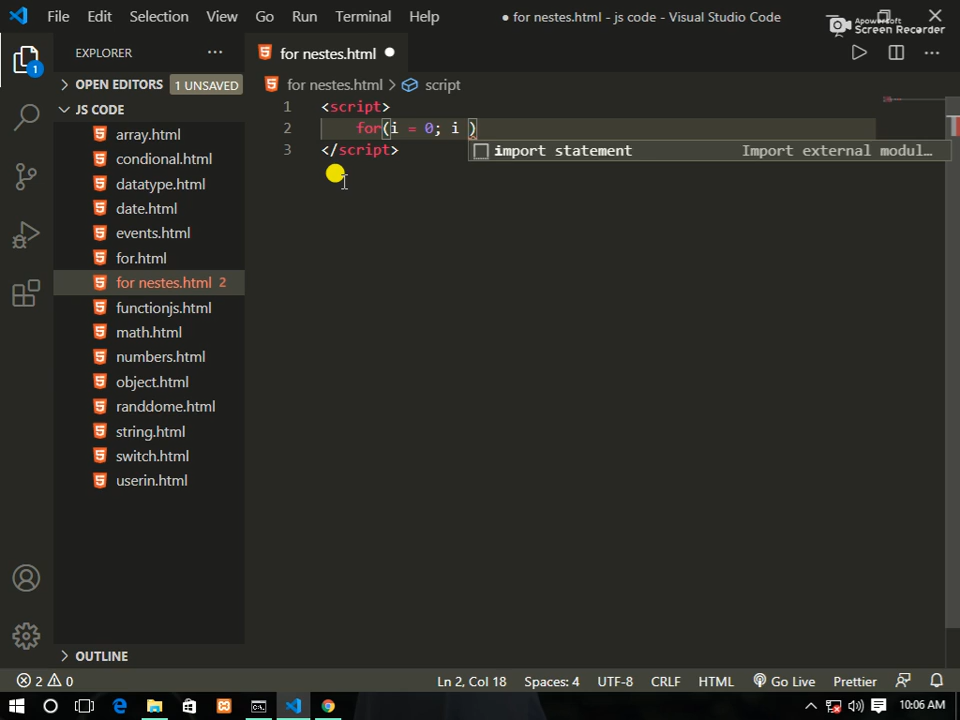 File Edit Selection View Go Run Terminal Help ● for nestes.html - js code - Visual Studio Code
Apowersoft
Screen Recorder
EXPLORER ··· for nestes.html ●
OPEN EDITORS 1 UNSAVED
for nestes.html > script
JS CODE
array.html
condional.html
datatype.html
date.html
events.html
for.html
for nestes.html 2
functionjs.html
math.html
numbers.html
object.html
randdome.html
string.html
switch.html
userin.html
OUTLINE
1 <script>
2 for(i = 0; i )
3 </script>
import statement Import external modul…
1
2 0 Ln 2, Col 18 Spaces: 4 UTF-8 CRLF HTML Go Live Prettier
10:06 AM